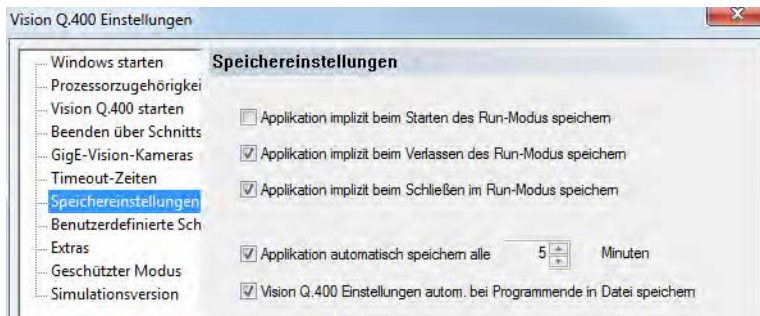 Vision Q.400 Einstellungen
Windows starten
Prozessorzugehörigkei
Vision Q.400 starten
Beenden über Schnitts
GigE-Vision-Kameras
Timeout-Zeiten
Speichereinstellungen
Benutzerdefinierte Sch
Extras
Geschützter Modus
Simulationsversion
Speichereinstellungen
Applikation implizit beim Starten des Run-Modus speichern
Applikation implizit beim Verlassen des Run-Modus speichern
Applikation implizit beim Schließen im Run-Modus speichern
Applikation automatisch speichern alle 5 Minuten
Vision Q.400 Einstellungen autom. bei Programmende in Datei speichern